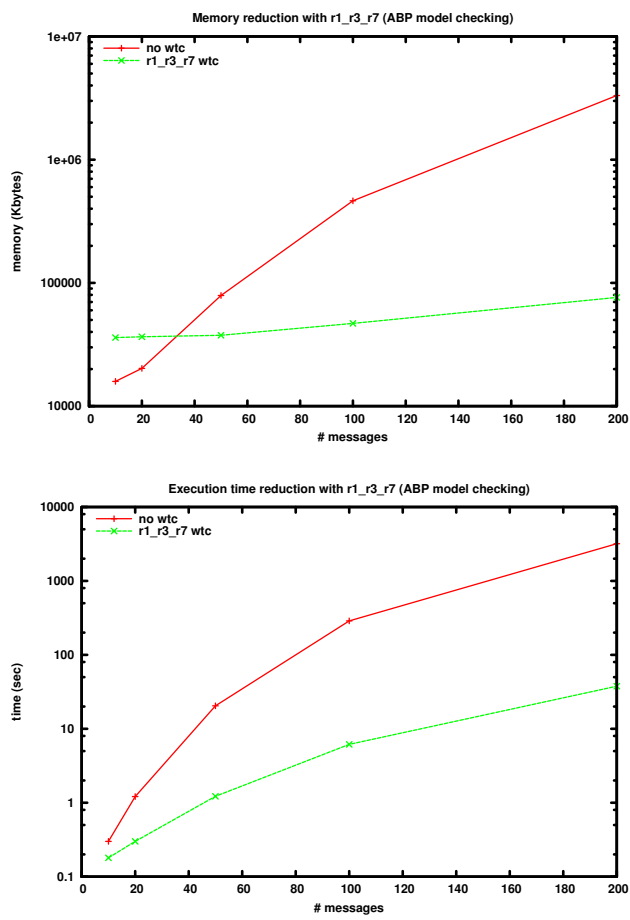 Memory reduction with r1_r3_r7 (ABP model checking)
1e+07
no wtc
r1_r3_r7 wtc
1e+06
memory (Kbytes)
100000
10000
0 20 40 60 80 100 120 140 160 180 200
# messages
Execution time reduction with r1_r3_r7 (ABP model checking)
10000
no wtc
r1_r3_r7 wtc
1000
100
time (sec)
10
1
0.1
0 20 40 60 80 100 120 140 160 180 200
# messages